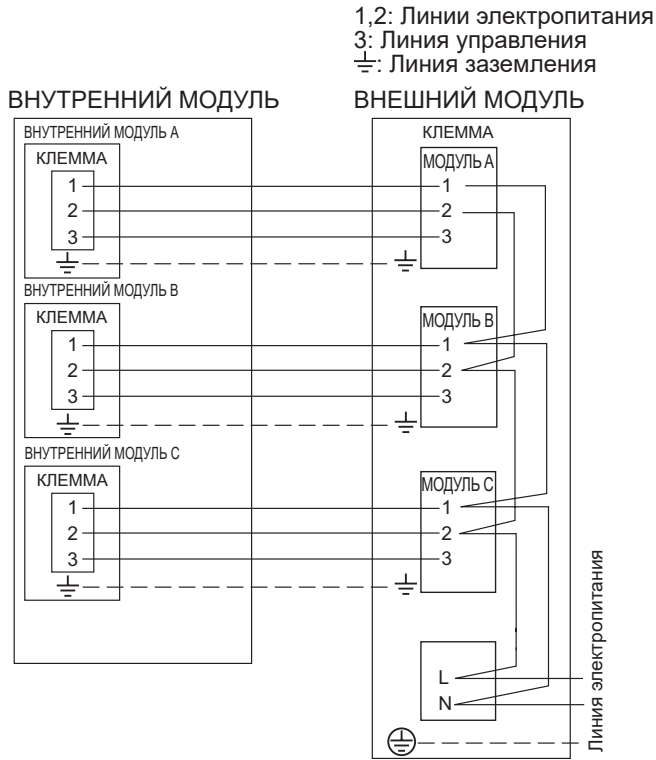 1,2: Линии электропитания
3: Линия управления
⏚: Линия заземления
ВНУТРЕННИЙ МОДУЛЬ
ВНЕШНИЙ МОДУЛЬ
ВНУТРЕННИЙ МОДУЛЬ A
КЛЕММА
1
2
3
КЛЕММА
МОДУЛЬ A
1
2
3
ВНУТРЕННИЙ МОДУЛЬ B
КЛЕММА
1
2
3
МОДУЛЬ B
1
2
3
ВНУТРЕННИЙ МОДУЛЬ C
КЛЕММА
1
2
3
МОДУЛЬ C
1
2
3
L
N
Линия электропитания